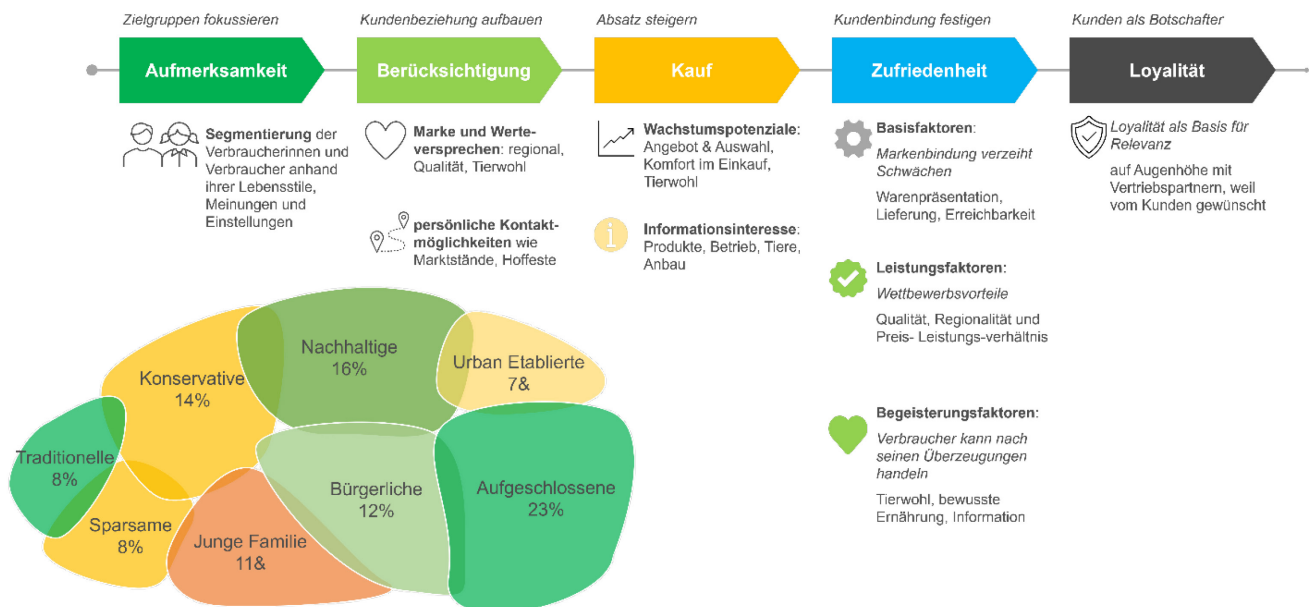 Zielgruppen fokussieren
Kundenbeziehung aufbauen
Absatz steigern
Kundenbindung festigen
Kunden als Botschafter
Aufmerksamkeit
Berücksichtigung
Kauf
Zufriedenheit
Loyalität
Segmentierung der
Verbraucherinnen und
Verbraucher anhand
ihrer Lebensstile,
Meinungen und
Einstellungen
Marke und Werte-
versprechen: regional,
Qualität, Tierwohl
persönliche Kontakt-
möglichkeiten wie
Marktstände, Hoffeste
Wachstumspotenziale:
Angebot & Auswahl,
Komfort im Einkauf,
Tierwohl
Informationsinteresse:
Produkte, Betrieb, Tiere,
Anbau
Basisfaktoren:
Markenbindung verzeiht
Schwächen
Warenpräsentation,
Lieferung, Erreichbarkeit
Leistungsfaktoren:
Wettbewerbsvorteile
Qualität, Regionalität und
Preis- Leistungs-verhältnis
Begeisterungsfaktoren:
Verbraucher kann nach
seinen Überzeugungen
handeln
Tierwohl, bewusste
Ernährung, Information
Loyalität als Basis für
Relevanz
auf Augenhöhe mit
Vertriebspartnern, weil
vom Kunden gewünscht
Nachhaltige
16%
Urban Etablierte
7&
Konservative
14%
Traditionelle
8%
Bürgerliche
12%
Aufgeschlossene
23%
Sparsame
8%
Junge Familie
11&